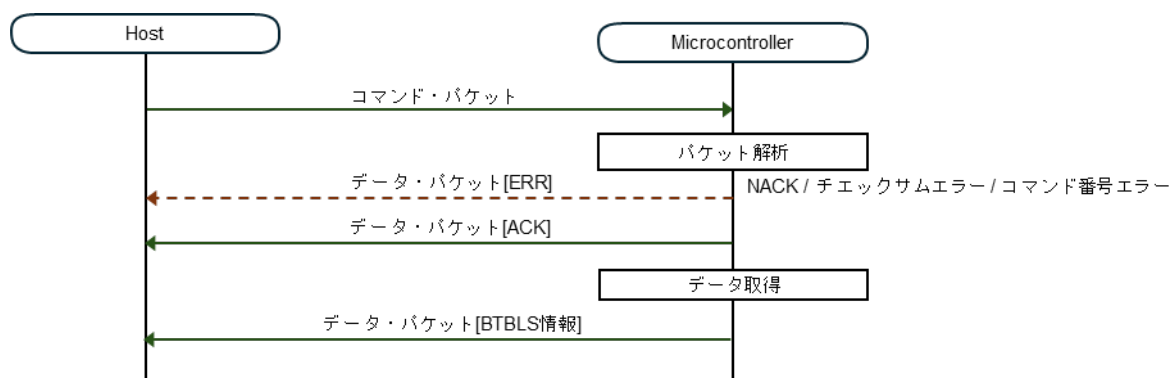 Host
Microcontroller
コマンド・パケット
パケット解析
データ・パケット[ERR]
NACK / チェックサムエラー / コマンド番号エラー
データ・パケット[ACK]
データ取得
データ・パケット[BTBLS情報]